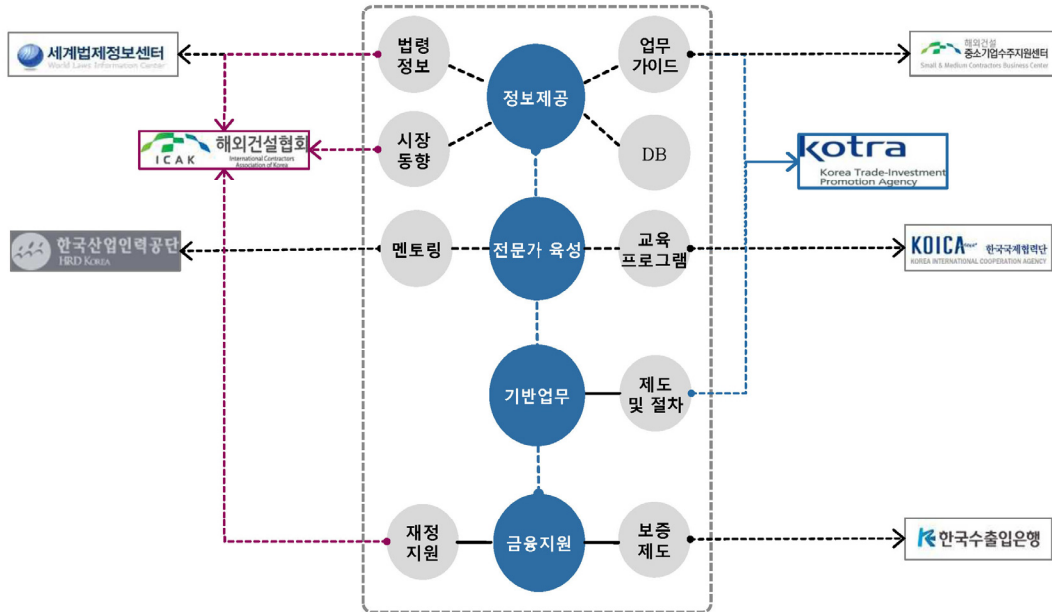 세계법제정보센터
World Laws Information Center
법령
정보
업무
가이드
해외건설
중소기업수주지원센터
Small & Medium Contractors Business Center
정보제공
ICAK
해외건설협회
International Contractors
Association of Korea
시장
동향
DB
kotra
Korea Trade-Investment
Promotion Agency
한국산업인력공단
HRD KOREA
멘토링
전문가 육성
교육
프로그램
KOICA 한국국제협력단
KOREA INTERNATIONAL COOPERATION AGENCY
기반업무
제도
및 절차
재정
지원
금융지원
보증
제도
한국수출입은행